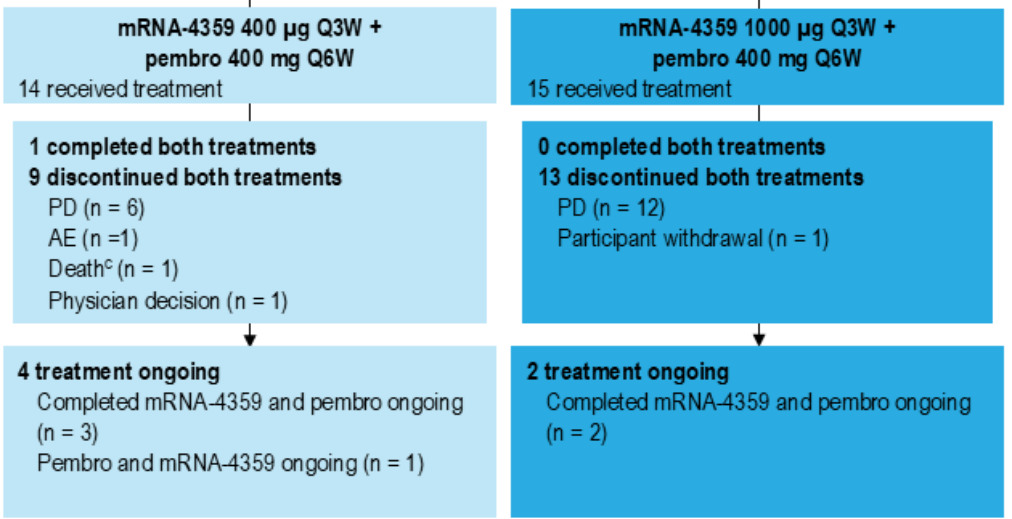 mRNA-4359 400 µg Q3W +
pembro 400 mg Q6W
14 received treatment
1 completed both treatments
9 discontinued both treatments
PD (n = 6)
AE (n =1)
Deathᶜ (n = 1)
Physician decision (n = 1)
4 treatment ongoing
Completed mRNA-4359 and pembro ongoing
(n = 3)
Pembro and mRNA-4359 ongoing (n = 1)
mRNA-4359 1000 µg Q3W +
pembro 400 mg Q6W
15 received treatment
0 completed both treatments
13 discontinued both treatments
PD (n = 12)
Participant withdrawal (n = 1)
2 treatment ongoing
Completed mRNA-4359 and pembro ongoing
(n = 2)